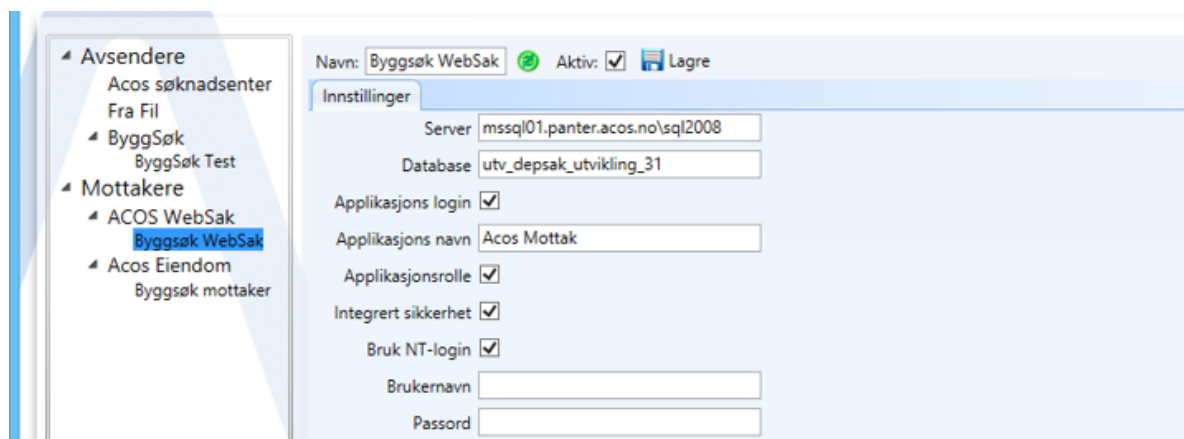 Avsendere
Acos søknadsenter
Fra Fil
ByggSøk
ByggSøk Test
Mottakere
ACOS WebSak
Byggsøk WebSak
Acos Eiendom
Byggsøk mottaker
Navn: Byggsøk WebSak Aktiv: Lagre
Innstillinger
Server mssql01.panter.acos.no\sql2008
Database utv_depsak_utvikling_31
Applikasjons login
Applikasjons navn Acos Mottak
Applikasjonsrolle
Integrert sikkerhet
Bruk NT-login
Brukernavn
Passord